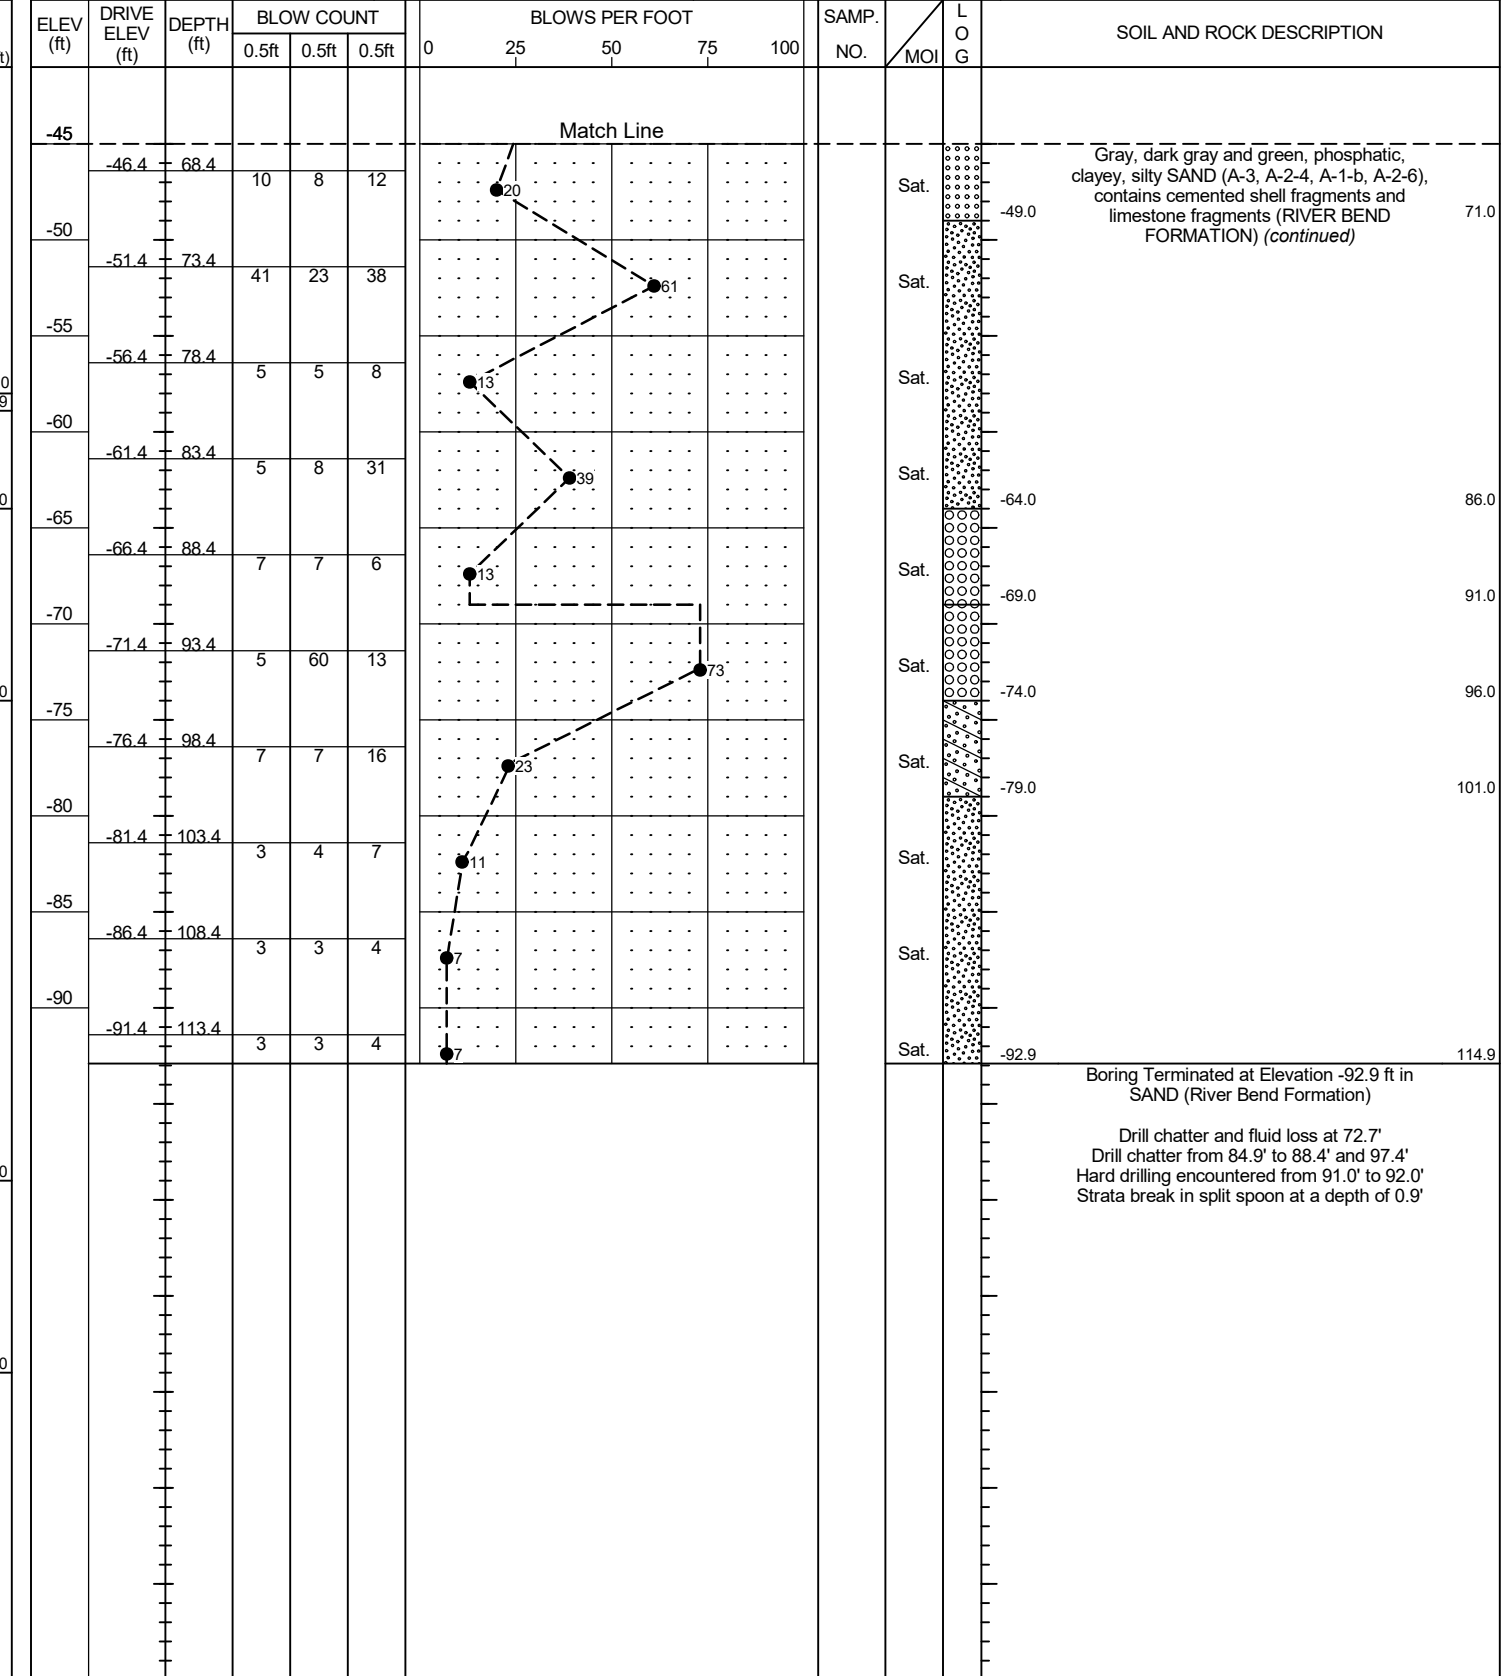 t)
ELEV (ft)
DRIVE ELEV (ft)
DEPTH (ft)
BLOW COUNT
0.5ft 0.5ft 0.5ft
BLOWS PER FOOT
0 25 50 75 100
SAMP. NO.
MOI
L O G
SOIL AND ROCK DESCRIPTION
-45
Match Line
-46.4 68.4
10 8 12
20
Sat.
Gray, dark gray and green, phosphatic,
clayey, silty SAND (A-3, A-2-4, A-1-b, A-2-6),
contains cemented shell fragments and
limestone fragments (RIVER BEND
FORMATION) (continued)
-49.0 71.0
-50
-51.4 73.4
41 23 38
61
Sat.
-55
-56.4 78.4
5 5 8
13
Sat.
0
9
-60
-61.4 83.4
5 8 31
39
Sat.
-64.0 86.0
0
-65
-66.4 88.4
7 7 6
13
Sat.
-69.0 91.0
-70
-71.4 93.4
5 60 13
73
Sat.
-74.0 96.0
0
-75
-76.4 98.4
7 7 16
23
Sat.
-79.0 101.0
-80
-81.4 103.4
3 4 7
11
Sat.
-85
-86.4 108.4
3 3 4
7
Sat.
-90
-91.4 113.4
3 3 4
7
Sat.
-92.9 114.9
Boring Terminated at Elevation -92.9 ft in
SAND (River Bend Formation)
Drill chatter and fluid loss at 72.7'
Drill chatter from 84.9' to 88.4' and 97.4'
Hard drilling encountered from 91.0' to 92.0'
Strata break in split spoon at a depth of 0.9'
0
0